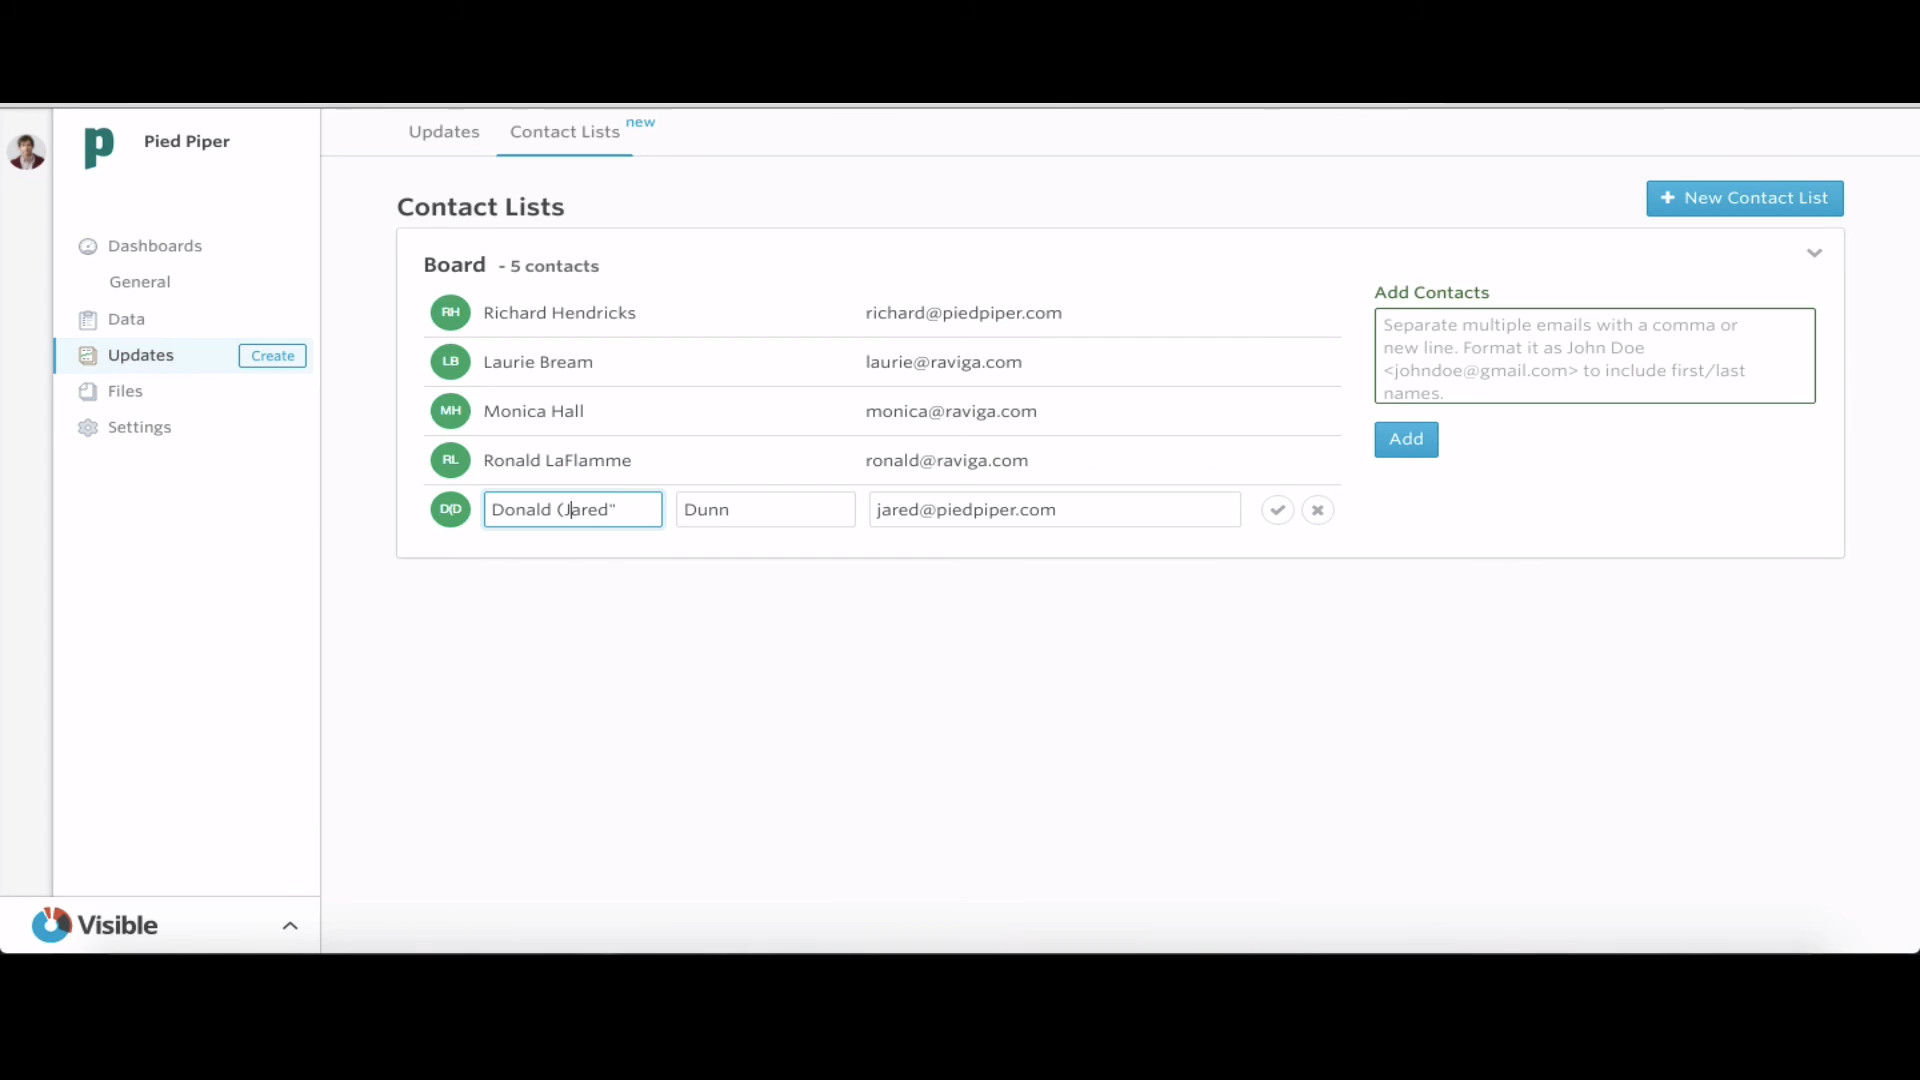 p
Pied Piper
Updates
Contact Lists new
Contact Lists
+ New Contact List
Dashboards
General
Data
Updates
Create
Files
Settings
Board - 5 contacts
RH Richard Hendricks richard@piedpiper.com
LB Laurie Bream laurie@raviga.com
MH Monica Hall monica@raviga.com
RL Ronald LaFlamme ronald@raviga.com
D(D Donald (Jared" Dunn jared@piedpiper.com
Add Contacts
Separate multiple emails with a comma or
new line. Format it as John Doe
<johndoe@gmail.com> to include first/last
names.
Add
Visible